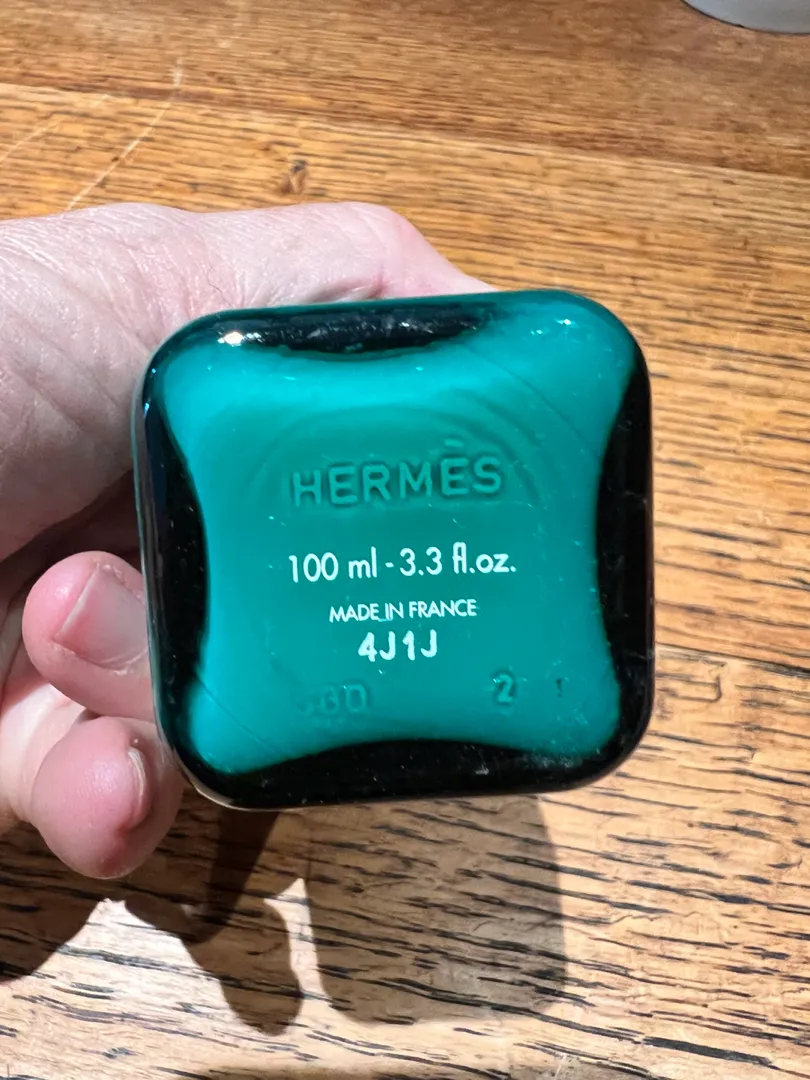 HERMÈS
100 ml - 3.3 fl.oz.
MADE IN FRANCE
4J1J
2